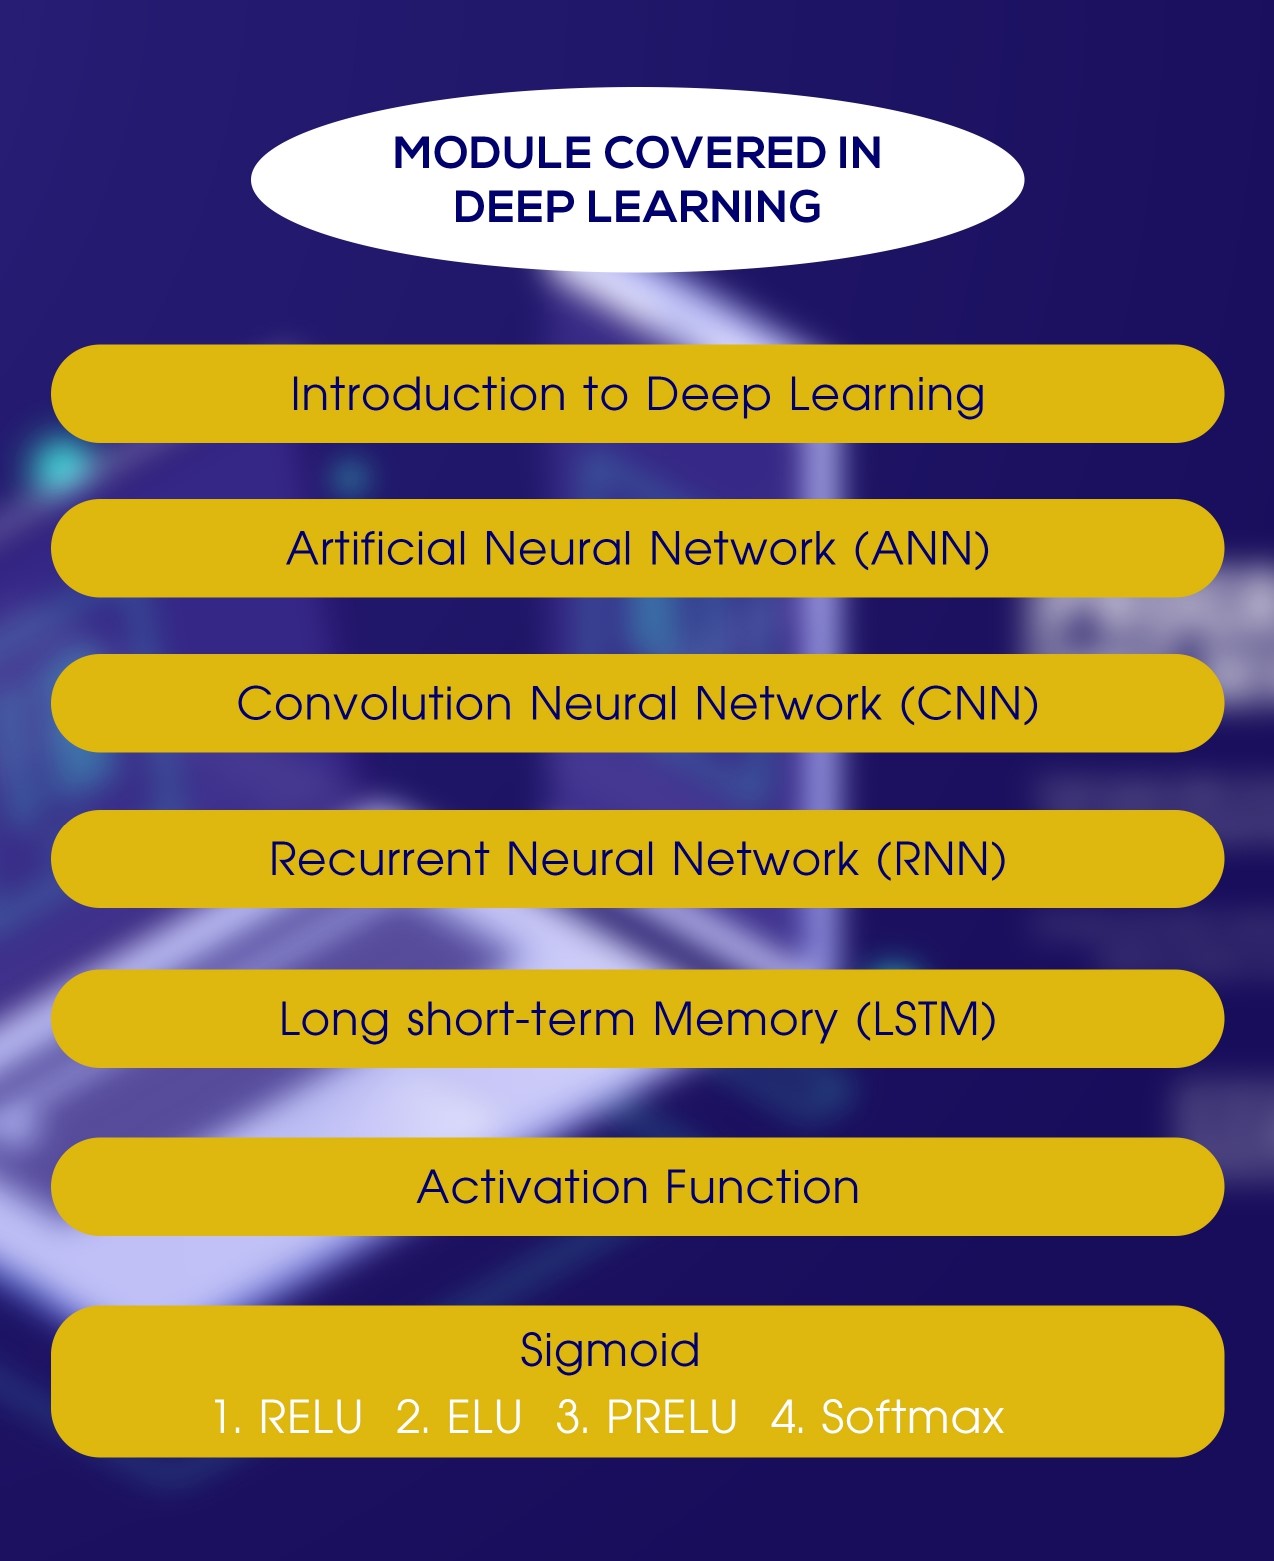 MODULE COVERED IN
DEEP LEARNING
Introduction to Deep Learning
Artificial Neural Network (ANN)
Convolution Neural Network (CNN)
Recurrent Neural Network (RNN)
Long short-term Memory (LSTM)
Activation Function
Sigmoid
1. RELU 2. ELU 3. PRELU 4. Softmax